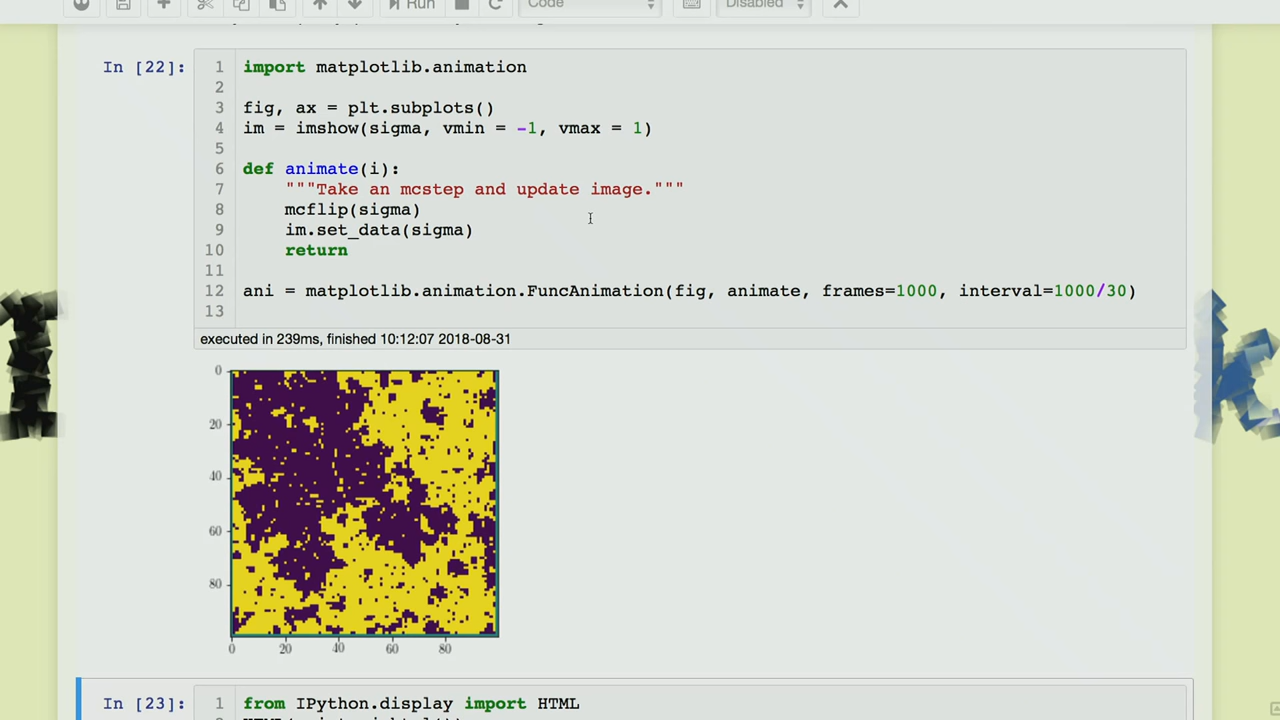 Run
Code
Disabled
In [22]:
1 import matplotlib.animation
2
3 fig, ax = plt.subplots()
4 im = imshow(sigma, vmin = -1, vmax = 1)
5
6 def animate(i):
7 """Take an mcstep and update image."""
8 mcflip(sigma)
9 im.set_data(sigma)
10 return
11
12 ani = matplotlib.animation.FuncAnimation(fig, animate, frames=1000, interval=1000/30)
13
executed in 239ms, finished 10:12:07 2018-08-31
0
20
40
60
80
0 20 40 60 80
In [23]:
1 from IPython.display import HTML